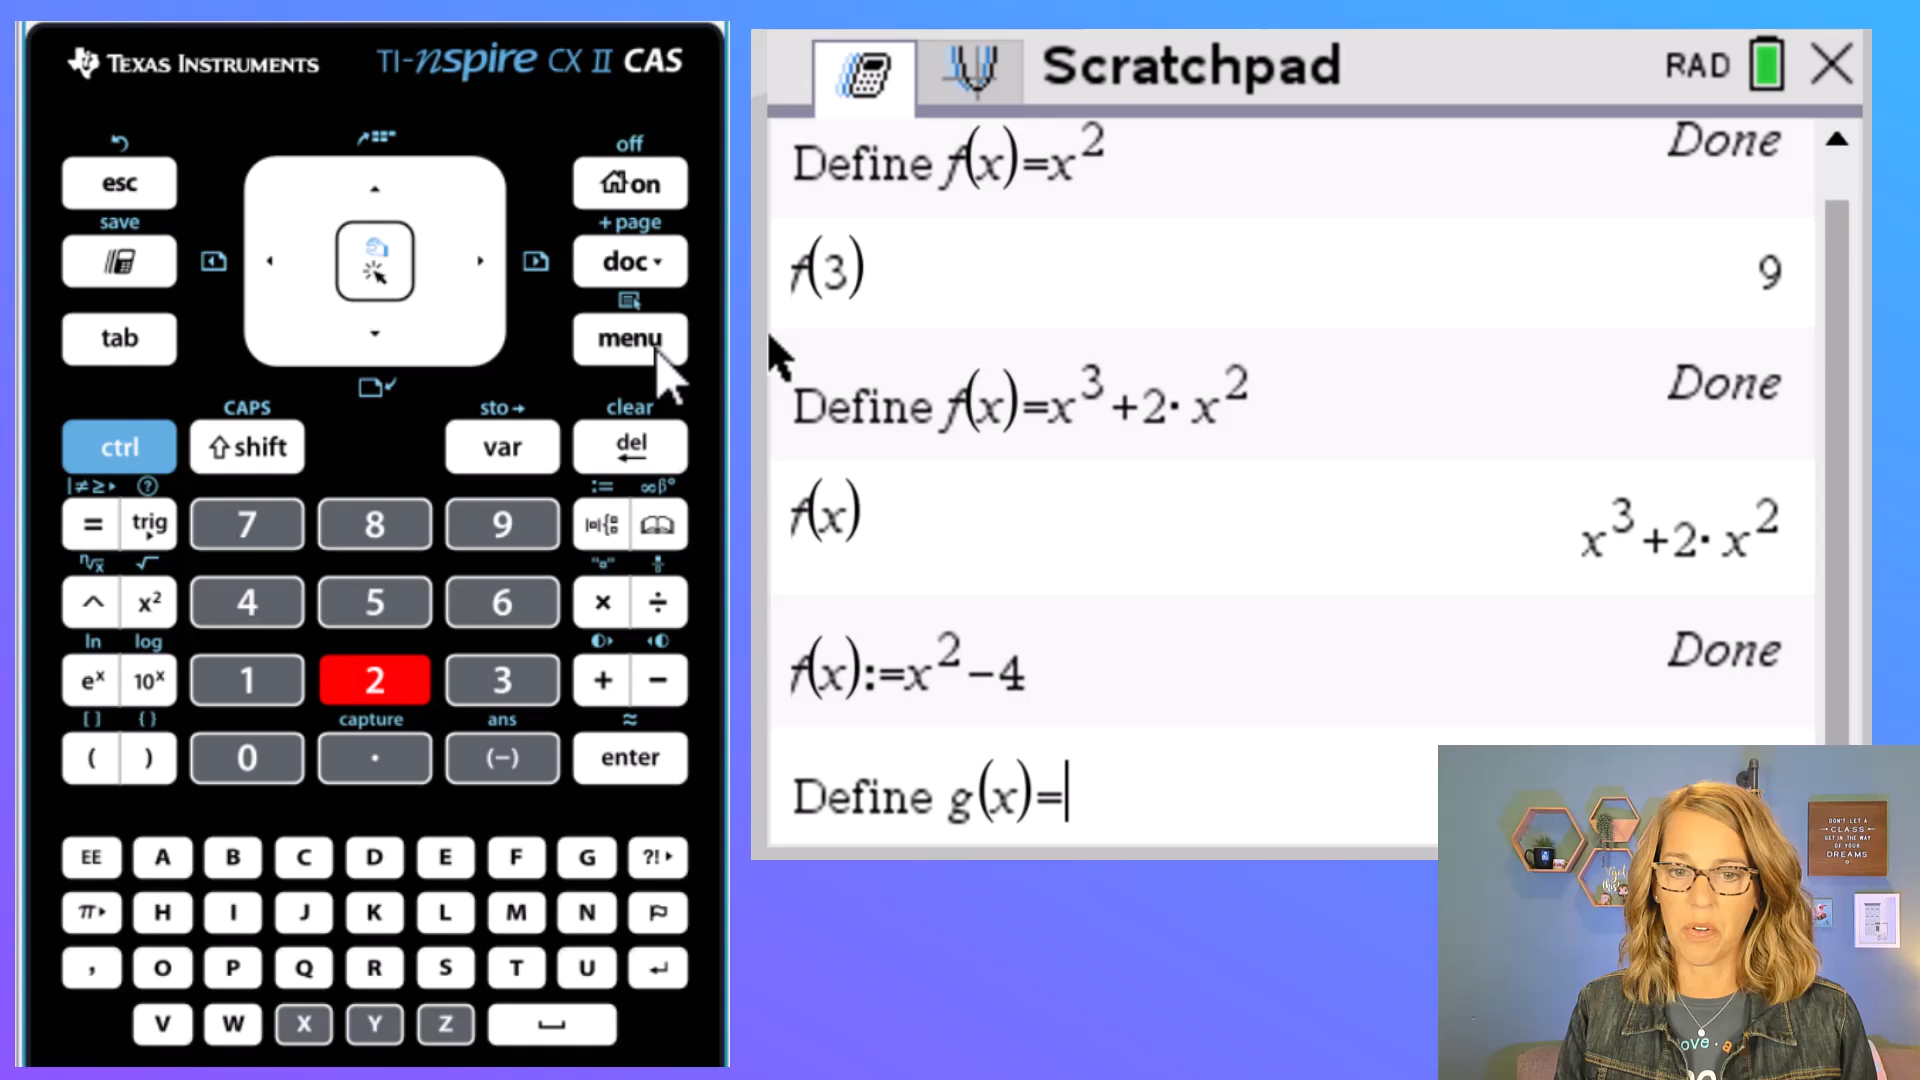 TEXAS INSTRUMENTS
TI-nspire CX II CAS
off
esc
on
save
+ page
doc
tab
menu
CAPS
sto→
clear
ctrl
⇧shift
var
del
←
|≠≥▸ ?
:= ∞β°
= trig
7 8 9
ⁿ√x √
"▫"
^ x²
4 5 6
× ÷
ln log
eˣ 10ˣ
1 2 3
+ −
[ ] { }
capture
ans
≈
( )
0 . (−)
enter
EE A B C D E F G ?!▸
π▸ H I J K L M N
, O P Q R S T U ↵
V W X Y Z
Scratchpad
RAD
Define f(x)=x²
Done
f(3)
9
Define f(x)=x³+2·x²
Done
f(x)
x³+2·x²
f(x):=x²−4
Done
Define g(x)=
DON'T LET A
CLASS
GET IN THE WAY
OF YOUR
DREAMS